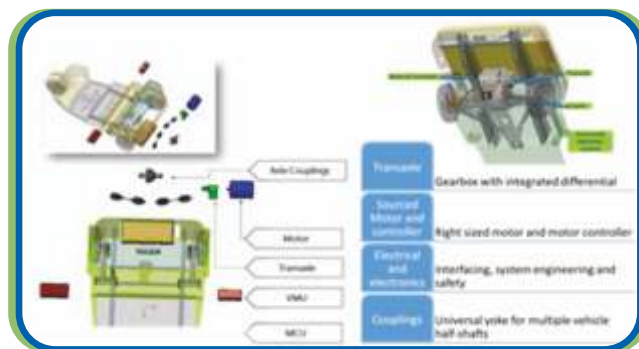 Axle Couplings
Motor
Transaxle
VMU
MCU
Transaxle
Gearbox with integrated differential
Sourced
Motor and
controller
Right sized motor and motor controller
Electrical
and
electronics
Interfacing, system engineering and
safety
Couplings
Universal yoke for multiple vehicle
half-shafts